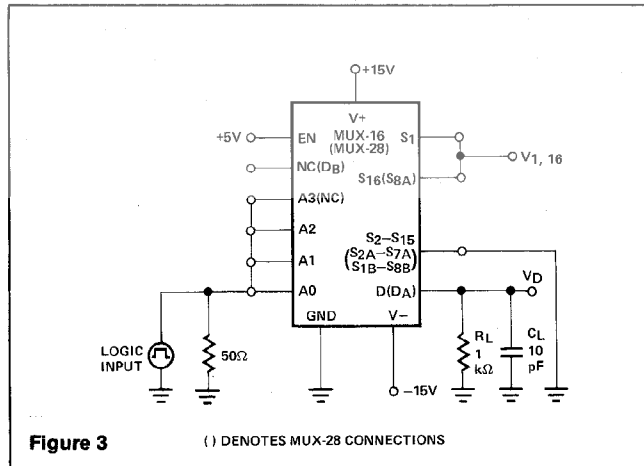 +15V
V+
+5V
EN
MUX-16
(MUX-28)
S1
V1, 16
NC(DB)
S16(S8A)
A3(NC)
A2
S2–S15
(S2A–S7A)
(S1B–S8B)
A1
A0
D(DA)
VD
GND
V–
LOGIC
INPUT
50Ω
RL
1
kΩ
CL
10
pF
–15V
Figure 3
( ) DENOTES MUX-28 CONNECTIONS